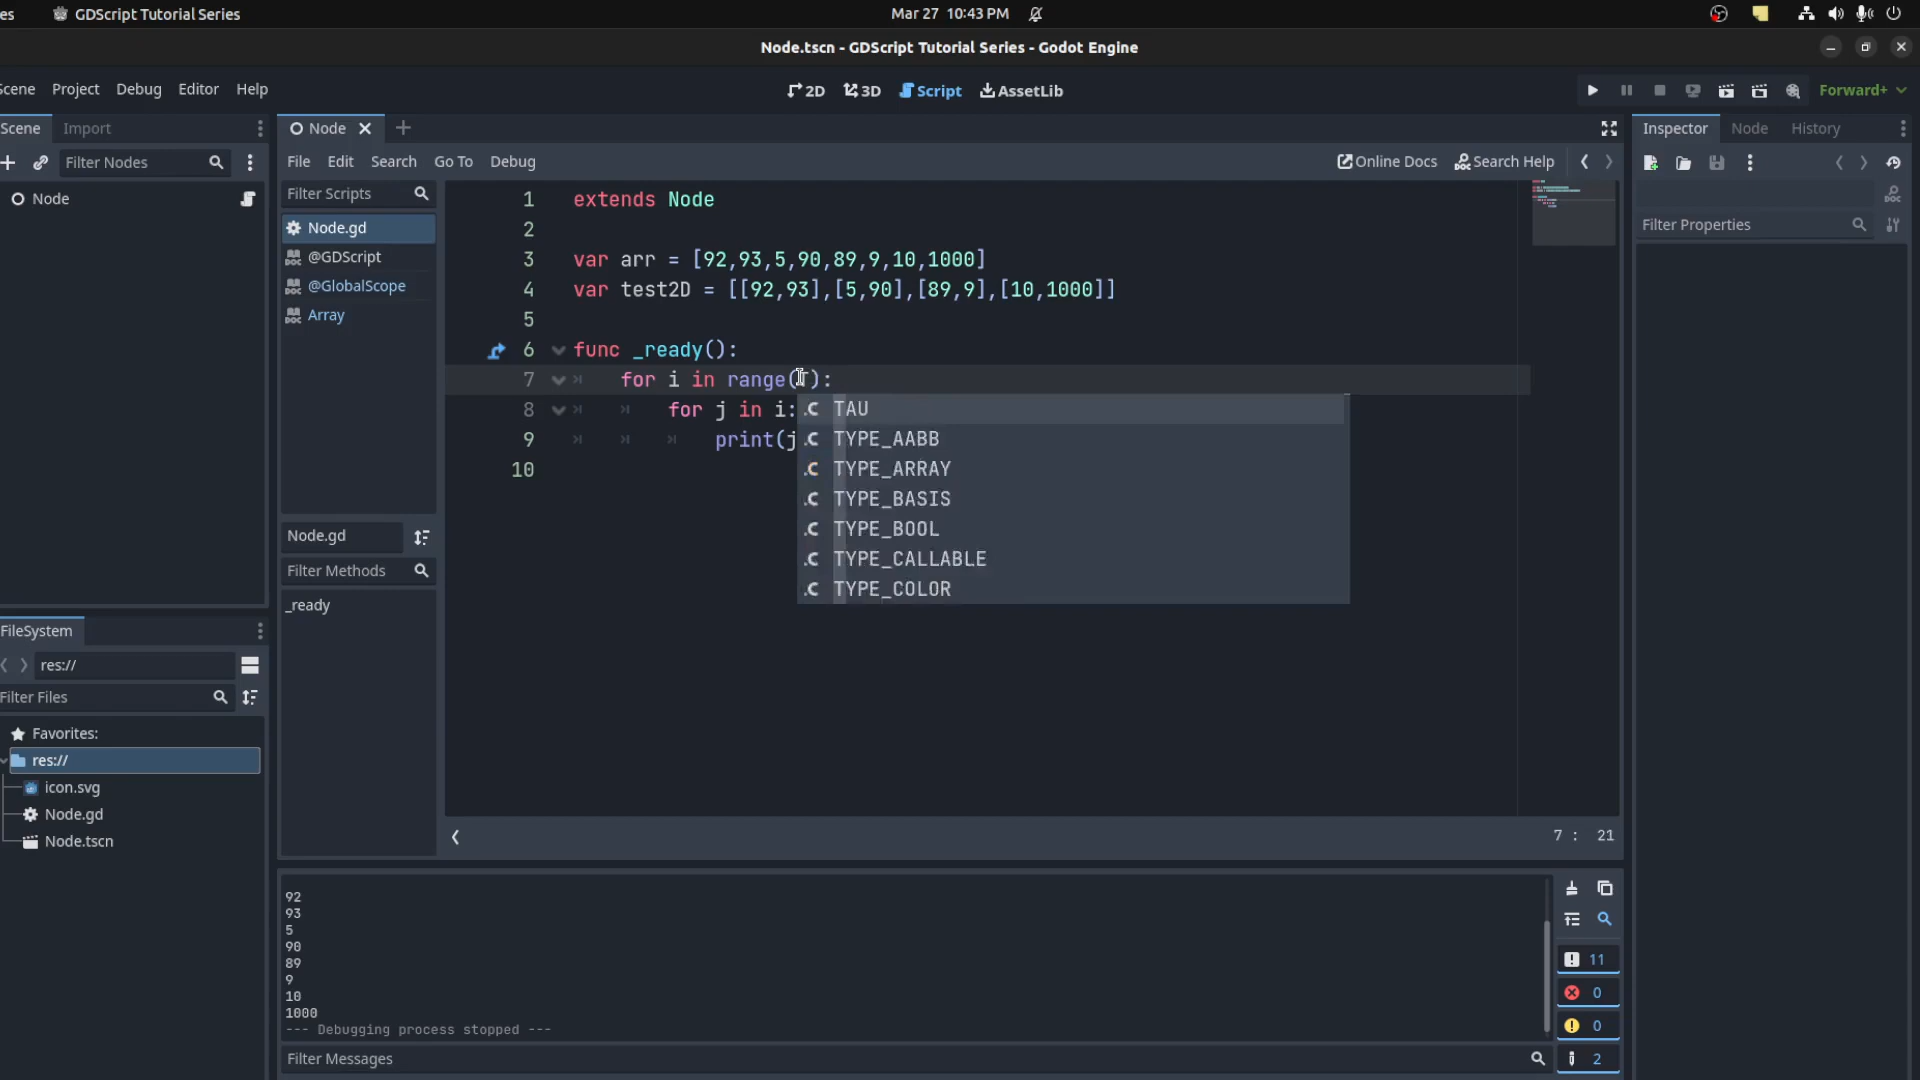 es GDScript Tutorial Series Mar 27 10:43 PM
Node.tscn - GDScript Tutorial Series - Godot Engine
Scene Project Debug Editor Help 2D 3D Script AssetLib Forward+
Scene Import Node Inspector Node History
Filter Nodes File Edit Search Go To Debug Online Docs Search Help
Node Filter Scripts Filter Properties
Node.gd
@GDScript
@GlobalScope
Array
1 extends Node
2
3 var arr = [92,93,5,90,89,9,10,1000]
4 var test2D = [[92,93],[5,90],[89,9],[10,1000]]
5
6 func _ready():
7 for i in range(T):
8 for j in i:
9 print(j
10
.C TAU
.C TYPE_AABB
.C TYPE_ARRAY
.C TYPE_BASIS
.C TYPE_BOOL
.C TYPE_CALLABLE
.C TYPE_COLOR
Node.gd
Filter Methods
_ready
7 : 21
FileSystem
res://
Filter Files
Favorites:
res://
icon.svg
Node.gd
Node.tscn
92
93
5
90
89
9
10
1000
--- Debugging process stopped ---
Filter Messages
11
0
0
2